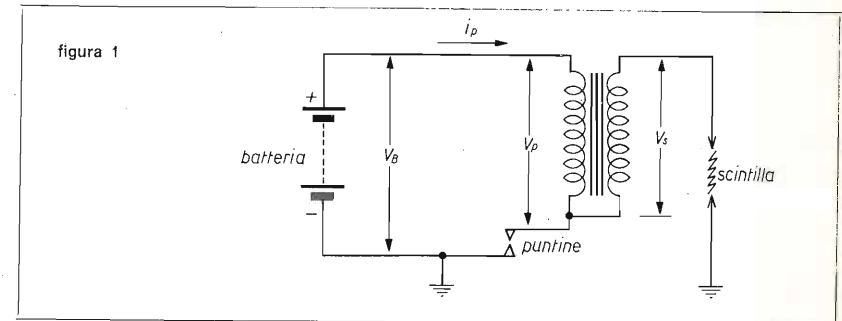 figura 1
i_p
+
batteria
V_B
V_p
V_s
scintilla
−
puntine